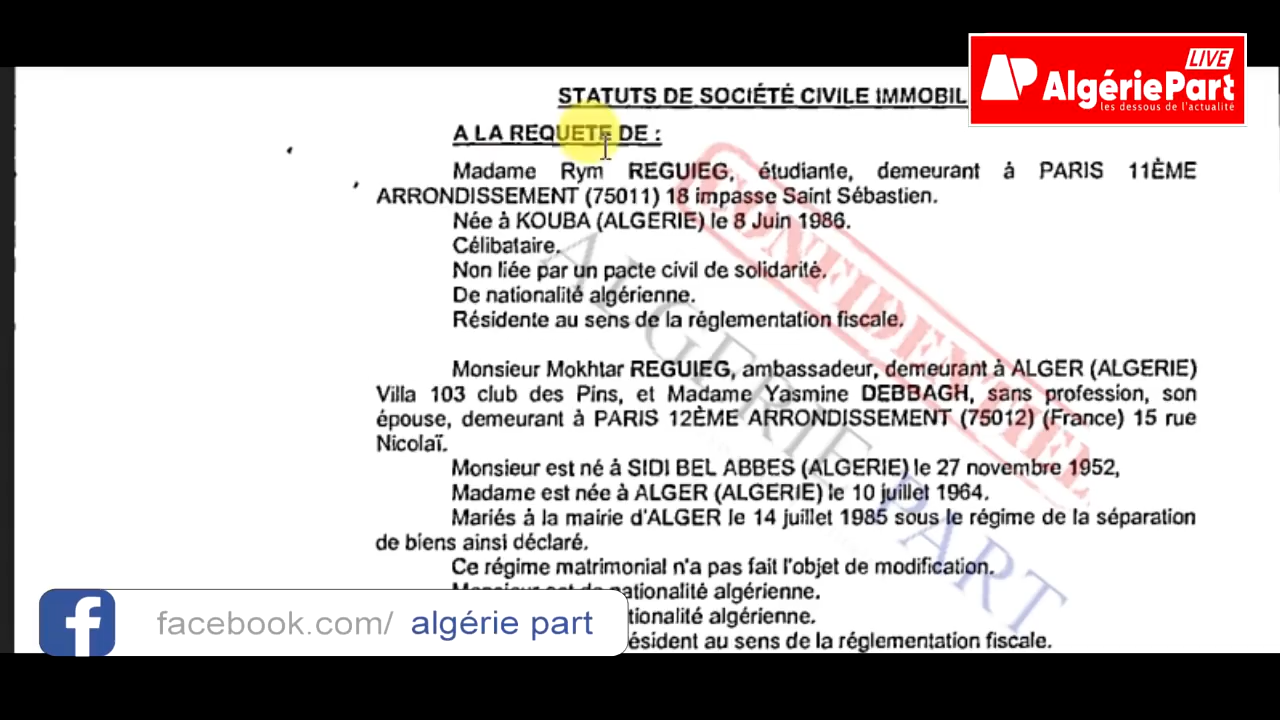 LIVE
AlgériePart
les dessous de l'actualité
STATUTS DE SOCIÉTÉ CIVILE IMMOBIL
A LA REQUETE DE :
Madame Rym REGUIEG, étudiante, demeurant à PARIS 11ÈME
ARRONDISSEMENT (75011) 18 impasse Saint Sébastien.
Née à KOUBA (ALGERIE) le 8 Juin 1986.
Célibataire.
Non liée par un pacte civil de solidarité.
De nationalité algérienne.
Résidente au sens de la réglementation fiscale.
Monsieur Mokhtar REGUIEG, ambassadeur, demeurant à ALGER (ALGERIE)
Villa 103 club des Pins, et Madame Yasmine DEBBAGH, sans profession, son
épouse, demeurant à PARIS 12ÈME ARRONDISSEMENT (75012) (France) 15 rue
Nicolaï.
Monsieur est né à SIDI BEL ABBES (ALGERIE) le 27 novembre 1952,
Madame est née à ALGER (ALGERIE) le 10 juillet 1964.
Mariés à la mairie d'ALGER le 14 juillet 1985 sous le régime de la séparation
de biens ainsi déclaré.
Ce régime matrimonial n'a pas fait l'objet de modification.
Monsieur est de nationalité algérienne.
tionalité algérienne.
ésident au sens de la réglementation fiscale.
CONFIDENTIEL
ALGERIE PART
facebook.com/ algérie part